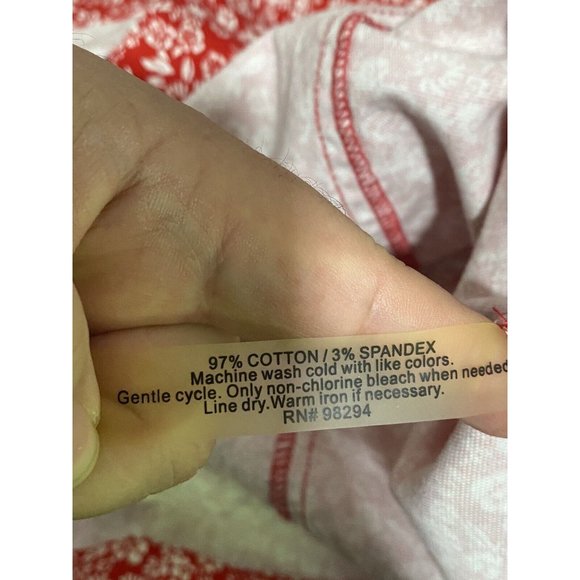 97% COTTON / 3% SPANDEX
Machine wash cold with like colors.
Gentle cycle. Only non-chlorine bleach when needed
Line dry.Warm iron if necessary.
RN# 98294